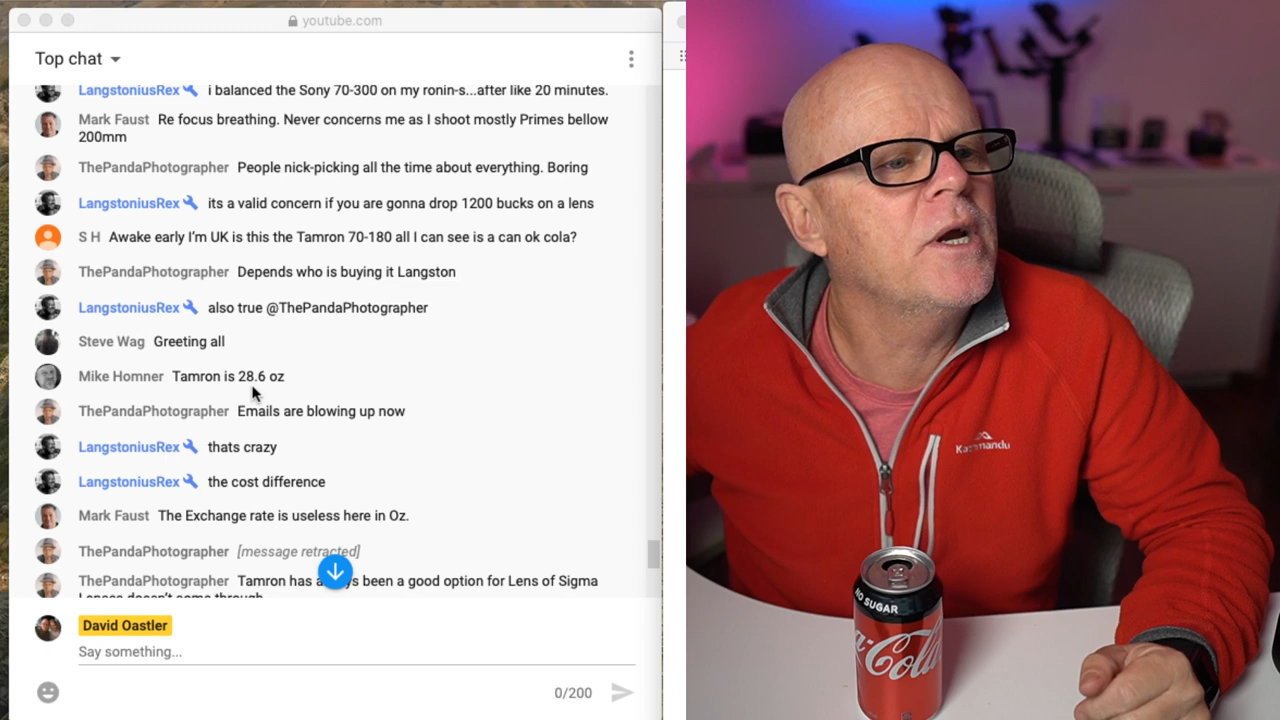 youtube.com
Top chat
LangstoniusRex i balanced the Sony 70-300 on my ronin-s...after like 20 minutes.
Mark Faust Re focus breathing. Never concerns me as I shoot mostly Primes bellow
200mm
ThePandaPhotographer People nick-picking all the time about everything. Boring
LangstoniusRex its a valid concern if you are gonna drop 1200 bucks on a lens
S H Awake early I'm UK is this the Tamron 70-180 all I can see is a can ok cola?
ThePandaPhotographer Depends who is buying it Langston
LangstoniusRex also true @ThePandaPhotographer
Steve Wag Greeting all
Mike Homner Tamron is 28.6 oz
ThePandaPhotographer Emails are blowing up now
LangstoniusRex thats crazy
LangstoniusRex the cost difference
Mark Faust The Exchange rate is useless here in Oz.
ThePandaPhotographer [message retracted]
ThePandaPhotographer Tamron has been a good option for Lens of Sigma
David Oastler
Say something...
0/200
Kathmandu
NO SUGAR
Cola